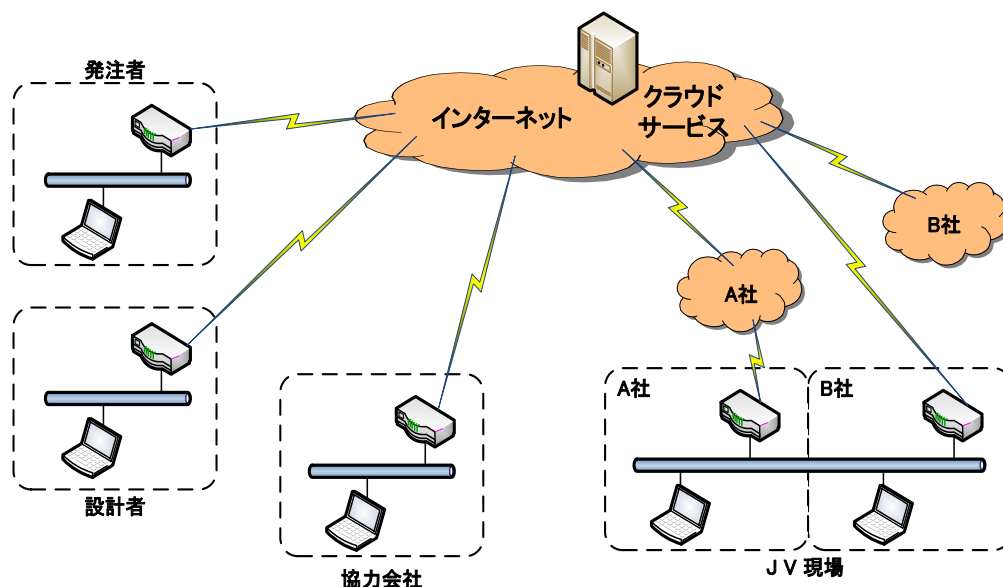 発注者
インターネット
クラウド
サービス
B社
A社
A社
B社
設計者
協力会社
ＪＶ現場